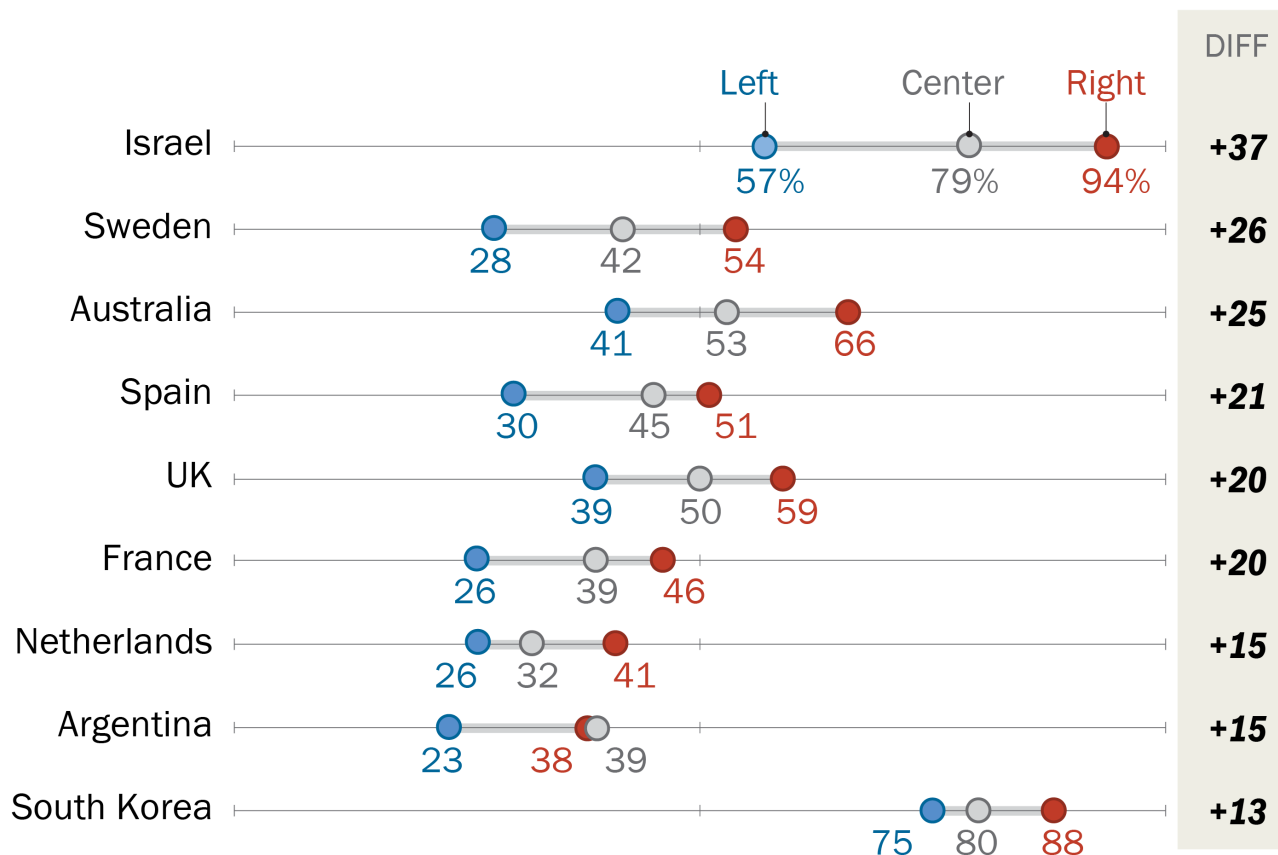 DIFF
Left Center Right
Israel +37
57% 79% 94%
Sweden +26
28 42 54
Australia +25
41 53 66
Spain +21
30 45 51
UK +20
39 50 59
France +20
26 39 46
Netherlands +15
26 32 41
Argentina +15
23 38 39
South Korea +13
75 80 88